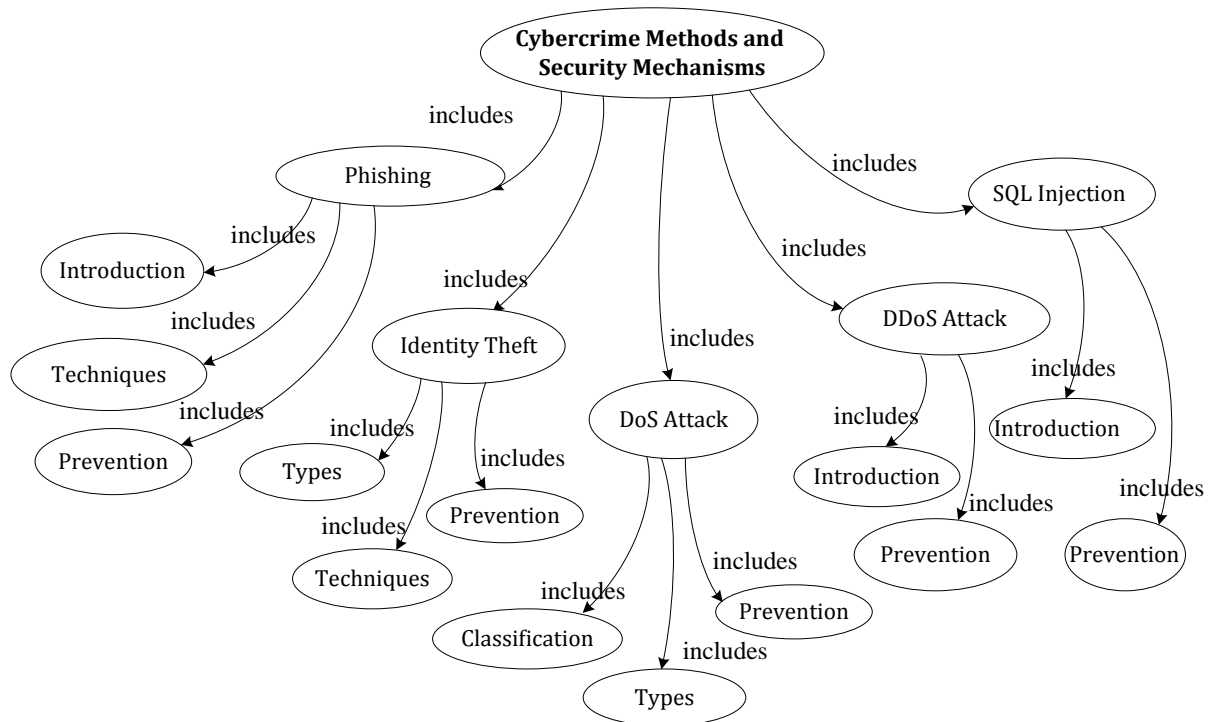 Cybercrime Methods and
Security Mechanisms
includes
Phishing
includes
SQL Injection
includes
Introduction
includes
includes
DDoS Attack
includes
Identity Theft
includes
Techniques
includes
includes
DoS Attack
includes
Introduction
includes
Prevention
includes
Types
includes
Introduction
includes
Prevention
includes
Prevention
includes
Prevention
Techniques
includes
Prevention
includes
Classification
includes
Types